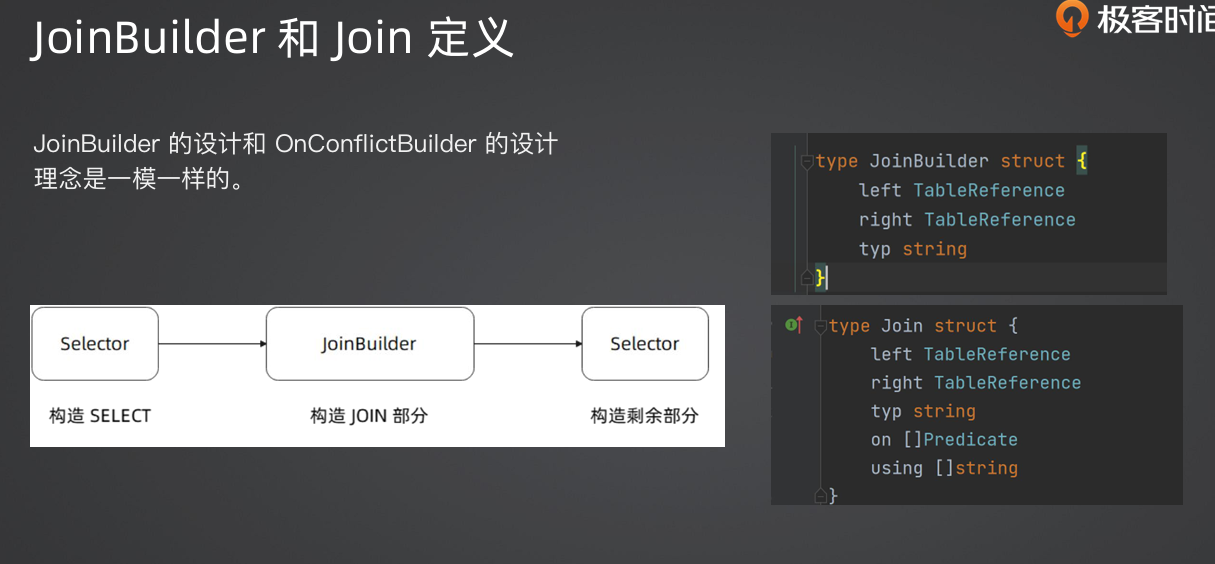 JoinBuilder 和 Join 定义
极客时间
JoinBuilder 的设计和 OnConflictBuilder 的设计
理念是一模一样的。
type JoinBuilder struct {
left TableReference
right TableReference
typ string
}
Selector
JoinBuilder
Selector
构造 SELECT
构造 JOIN 部分
构造剩余部分
type Join struct {
left TableReference
right TableReference
typ string
on []Predicate
using []string
}